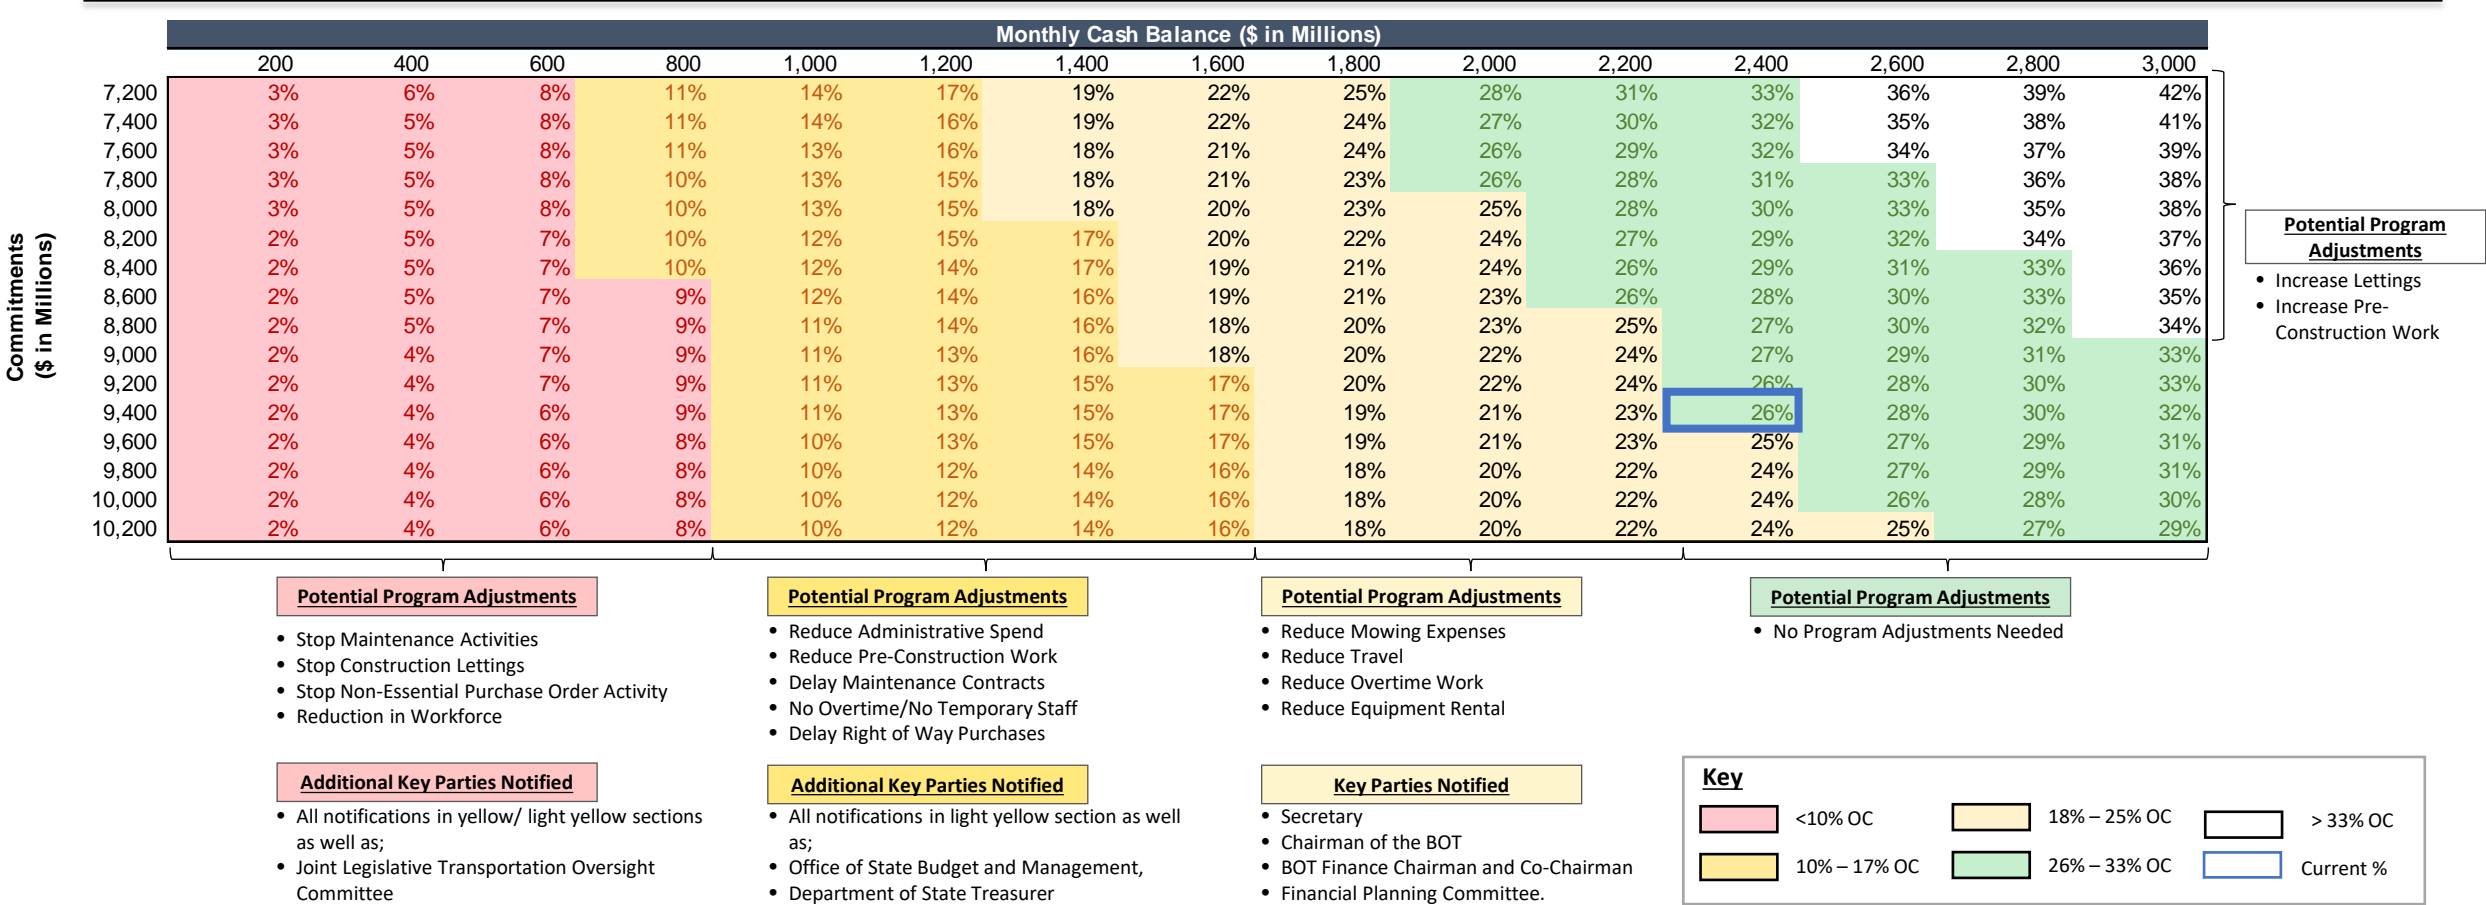 Monthly Cash Balance ($ in Millions)
200 400 600 800 1,000 1,200 1,400 1,600 1,800 2,000 2,200 2,400 2,600 2,800 3,000
Commitments
($ in Millions)
7,200 3% 6% 8% 11% 14% 17% 19% 22% 25% 28% 31% 33% 36% 39% 42%
7,400 3% 5% 8% 11% 14% 16% 19% 22% 24% 27% 30% 32% 35% 38% 41%
7,600 3% 5% 8% 11% 13% 16% 18% 21% 24% 26% 29% 32% 34% 37% 39%
7,800 3% 5% 8% 10% 13% 15% 18% 21% 23% 26% 28% 31% 33% 36% 38%
8,000 3% 5% 8% 10% 13% 15% 18% 20% 23% 25% 28% 30% 33% 35% 38%
8,200 2% 5% 7% 10% 12% 15% 17% 20% 22% 24% 27% 29% 32% 34% 37%
8,400 2% 5% 7% 10% 12% 14% 17% 19% 21% 24% 26% 29% 31% 33% 36%
8,600 2% 5% 7% 9% 12% 14% 16% 19% 21% 23% 26% 28% 30% 33% 35%
8,800 2% 5% 7% 9% 11% 14% 16% 18% 20% 23% 25% 27% 30% 32% 34%
9,000 2% 4% 7% 9% 11% 13% 16% 18% 20% 22% 24% 27% 29% 31% 33%
9,200 2% 4% 7% 9% 11% 13% 15% 17% 20% 22% 24% 26% 28% 30% 33%
9,400 2% 4% 6% 9% 11% 13% 15% 17% 19% 21% 23% 26% 28% 30% 32%
9,600 2% 4% 6% 8% 10% 13% 15% 17% 19% 21% 23% 25% 27% 29% 31%
9,800 2% 4% 6% 8% 10% 12% 14% 16% 18% 20% 22% 24% 27% 29% 31%
10,000 2% 4% 6% 8% 10% 12% 14% 16% 18% 20% 22% 24% 26% 28% 30%
10,200 2% 4% 6% 8% 10% 12% 14% 16% 18% 20% 22% 24% 25% 27% 29%
Potential Program
Adjustments
• Increase Lettings
• Increase Pre-
Construction Work
Potential Program Adjustments
• Stop Maintenance Activities
• Stop Construction Lettings
• Stop Non-Essential Purchase Order Activity
• Reduction in Workforce
Additional Key Parties Notified
• All notifications in yellow/ light yellow sections
as well as;
• Joint Legislative Transportation Oversight
Committee
Potential Program Adjustments
• Reduce Administrative Spend
• Reduce Pre-Construction Work
• Delay Maintenance Contracts
• No Overtime/No Temporary Staff
• Delay Right of Way Purchases
Additional Key Parties Notified
• All notifications in light yellow section as well
as;
• Office of State Budget and Management,
• Department of State Treasurer
Potential Program Adjustments
• Reduce Mowing Expenses
• Reduce Travel
• Reduce Overtime Work
• Reduce Equipment Rental
Key Parties Notified
• Secretary
• Chairman of the BOT
• BOT Finance Chairman and Co-Chairman
• Financial Planning Committee.
Potential Program Adjustments
• No Program Adjustments Needed
Key
<10% OC
18% – 25% OC
> 33% OC
10% – 17% OC
26% – 33% OC
Current %